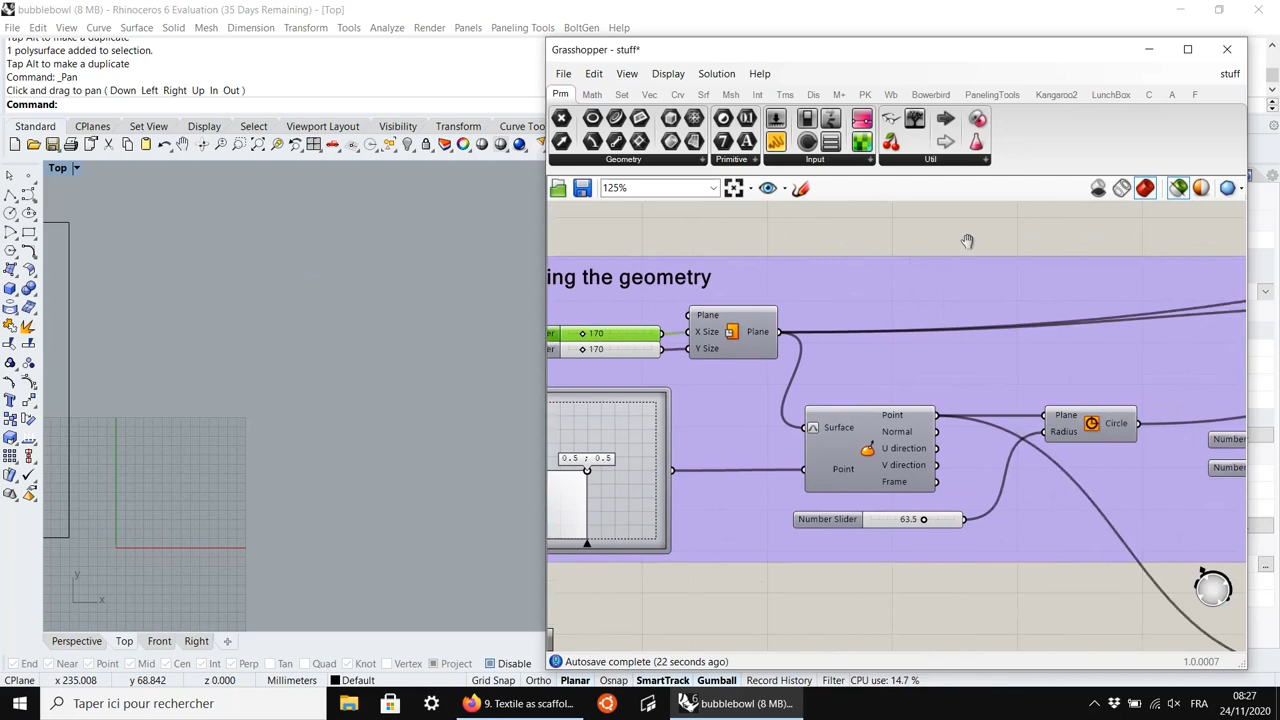 bubblebowl (8 MB) - Rhinoceros 6 Evaluation (35 Days Remaining) - [Top]
File Edit View Curve Surface Solid Mesh Dimension Transform Tools Analyze Render Panels Paneling Tools BoltGen Help
Tap Alt to make a duplicate
1 polysurface added to selection.
Tap Alt to make a duplicate
Command: _Pan
Click and drag to pan ( Down Left Right Up In Out )
Command:
Standard CPlanes Set View Display Select Viewport Layout Visibility Transform Curve Too
Top
y
x
Perspective Top Front Right
End Near Point Mid Cen Int Perp Tan Quad Knot Vertex Project Disable
CPlane x 235.008 y 68.842 z 0.000 Millimeters Default Grid Snap Ortho Planar Osnap SmartTrack Gumball Record History Filter CPU use: 14.7 %
Grasshopper - stuff*
File Edit View Display Solution Help stuff
Prm Math Set Vec Crv Srf Msh Int Trns Dis M+ PK Wb Bowerbird PanelingTools Kangaroo2 LunchBox C A F
Geometry Primitive Input Util
125%
ing the geometry
er 170
er 170
Plane
X Size
Y Size
Plane
0.5 ; 0.5
Surface
Point
Point
Normal
U direction
V direction
Frame
Number Slider 63.5
Plane
Radius
Circle
Number
Number
Autosave complete (22 seconds ago) 1.0.0007
Taper ici pour rechercher
9. Textile as scaffol...
bubblebowl (8 MB)...
FRA
08:27
24/11/2020